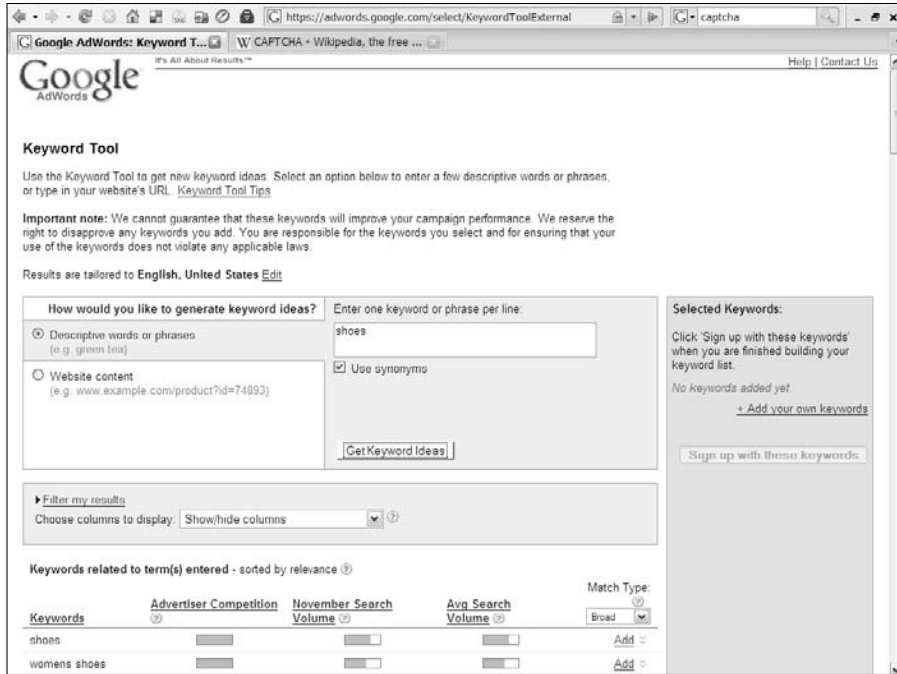 https://adwords.google.com/select/KeywordToolExternal
captcha
Google AdWords: Keyword T...
W CAPTCHA - Wikipedia, the free ...
Google
AdWords
It's All About Results™
Help | Contact Us
Keyword Tool
Use the Keyword Tool to get new keyword ideas. Select an option below to enter a few descriptive words or phrases,
or type in your website's URL. Keyword Tool Tips
Important note: We cannot guarantee that these keywords will improve your campaign performance. We reserve the
right to disapprove any keywords you add. You are responsible for the keywords you select and for ensuring that your
use of the keywords does not violate any applicable laws.
Results are tailored to English, United States Edit
How would you like to generate keyword ideas?
Descriptive words or phrases
(e.g. green tea)
Website content
(e.g. www.example.com/product?id=74893)
Enter one keyword or phrase per line:
shoes
Use synonyms
Get Keyword Ideas
Selected Keywords:
Click 'Sign up with these keywords'
when you are finished building your
keyword list.
No keywords added yet
+ Add your own keywords
Sign up with these keywords
Filter my results
Choose columns to display: Show/hide columns
Keywords related to term(s) entered - sorted by relevance
Keywords
Advertiser Competition
November Search
Volume
Avg Search
Volume
Match Type:
Broad
shoes Add
womens shoes Add